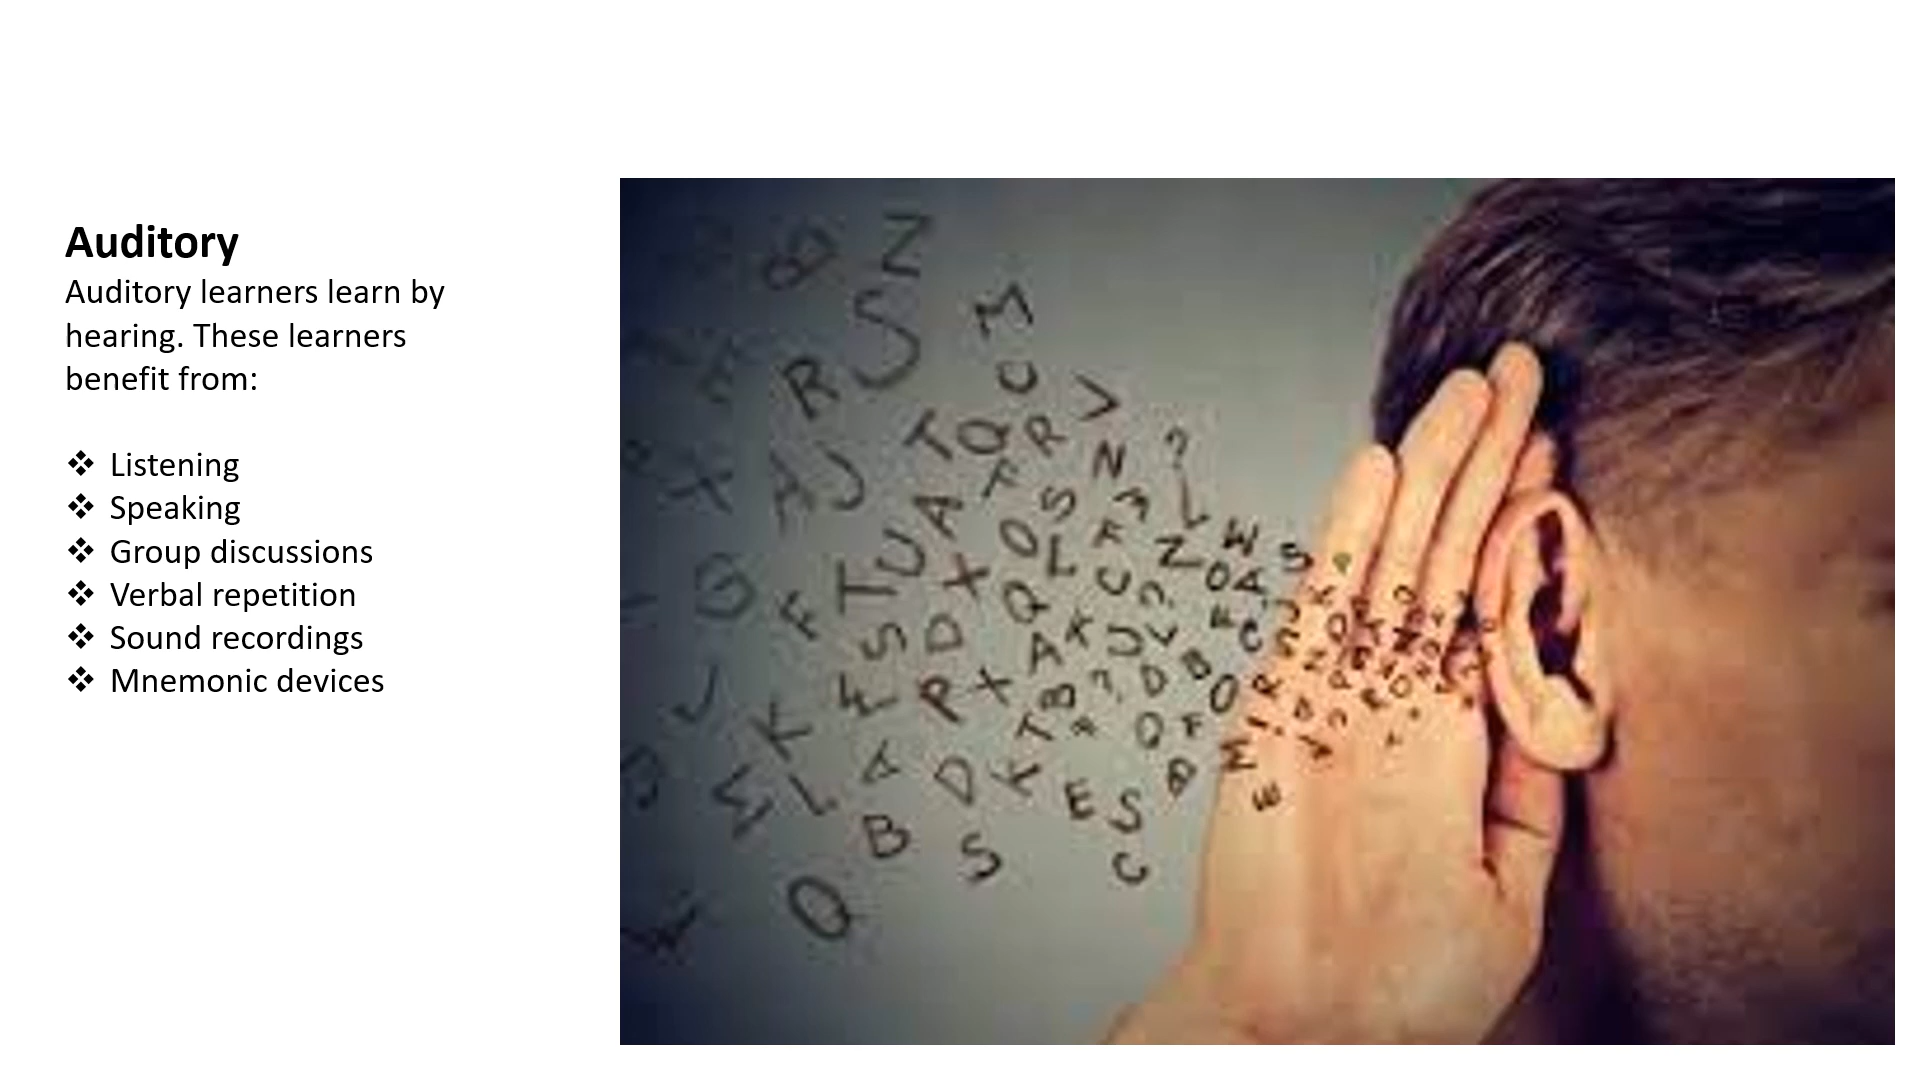 Auditory
Auditory learners learn by
hearing. These learners
benefit from:
❖ Listening
❖ Speaking
❖ Group discussions
❖ Verbal repetition
❖ Sound recordings
❖ Mnemonic devices